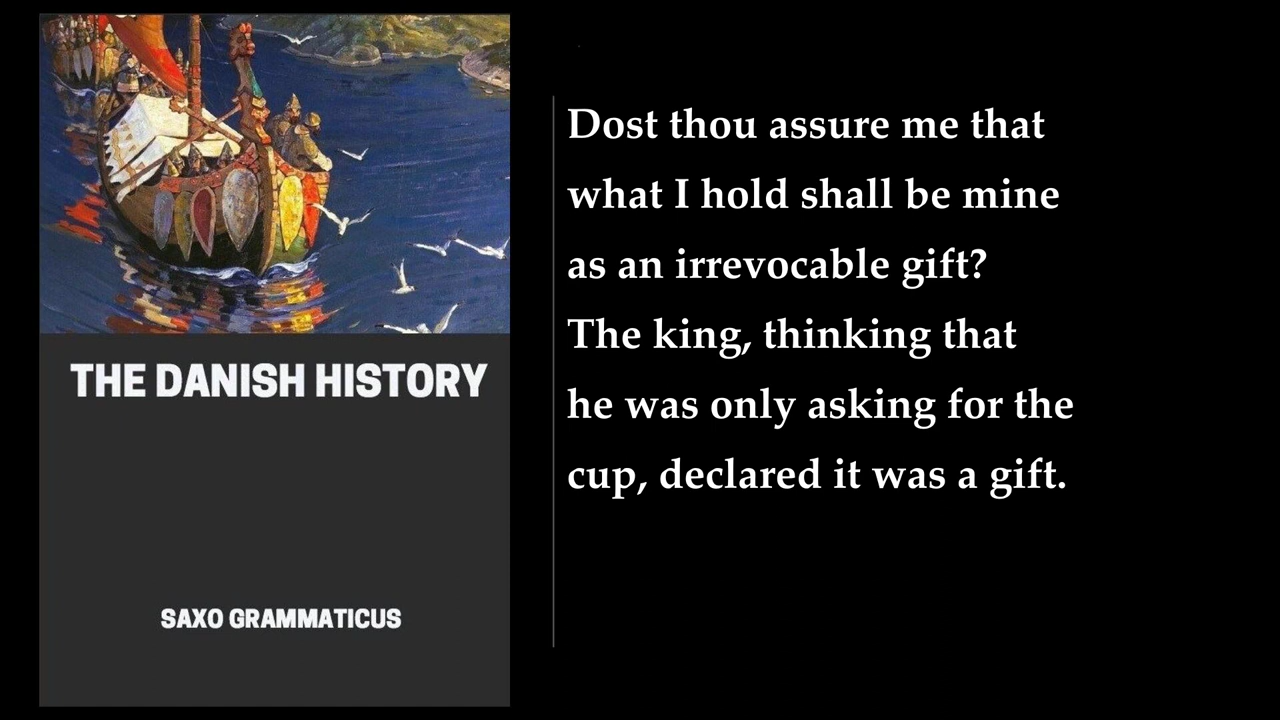 THE DANISH HISTORY
SAXO GRAMMATICUS
Dost thou assure me that
what I hold shall be mine
as an irrevocable gift?
The king, thinking that
he was only asking for the
cup, declared it was a gift.